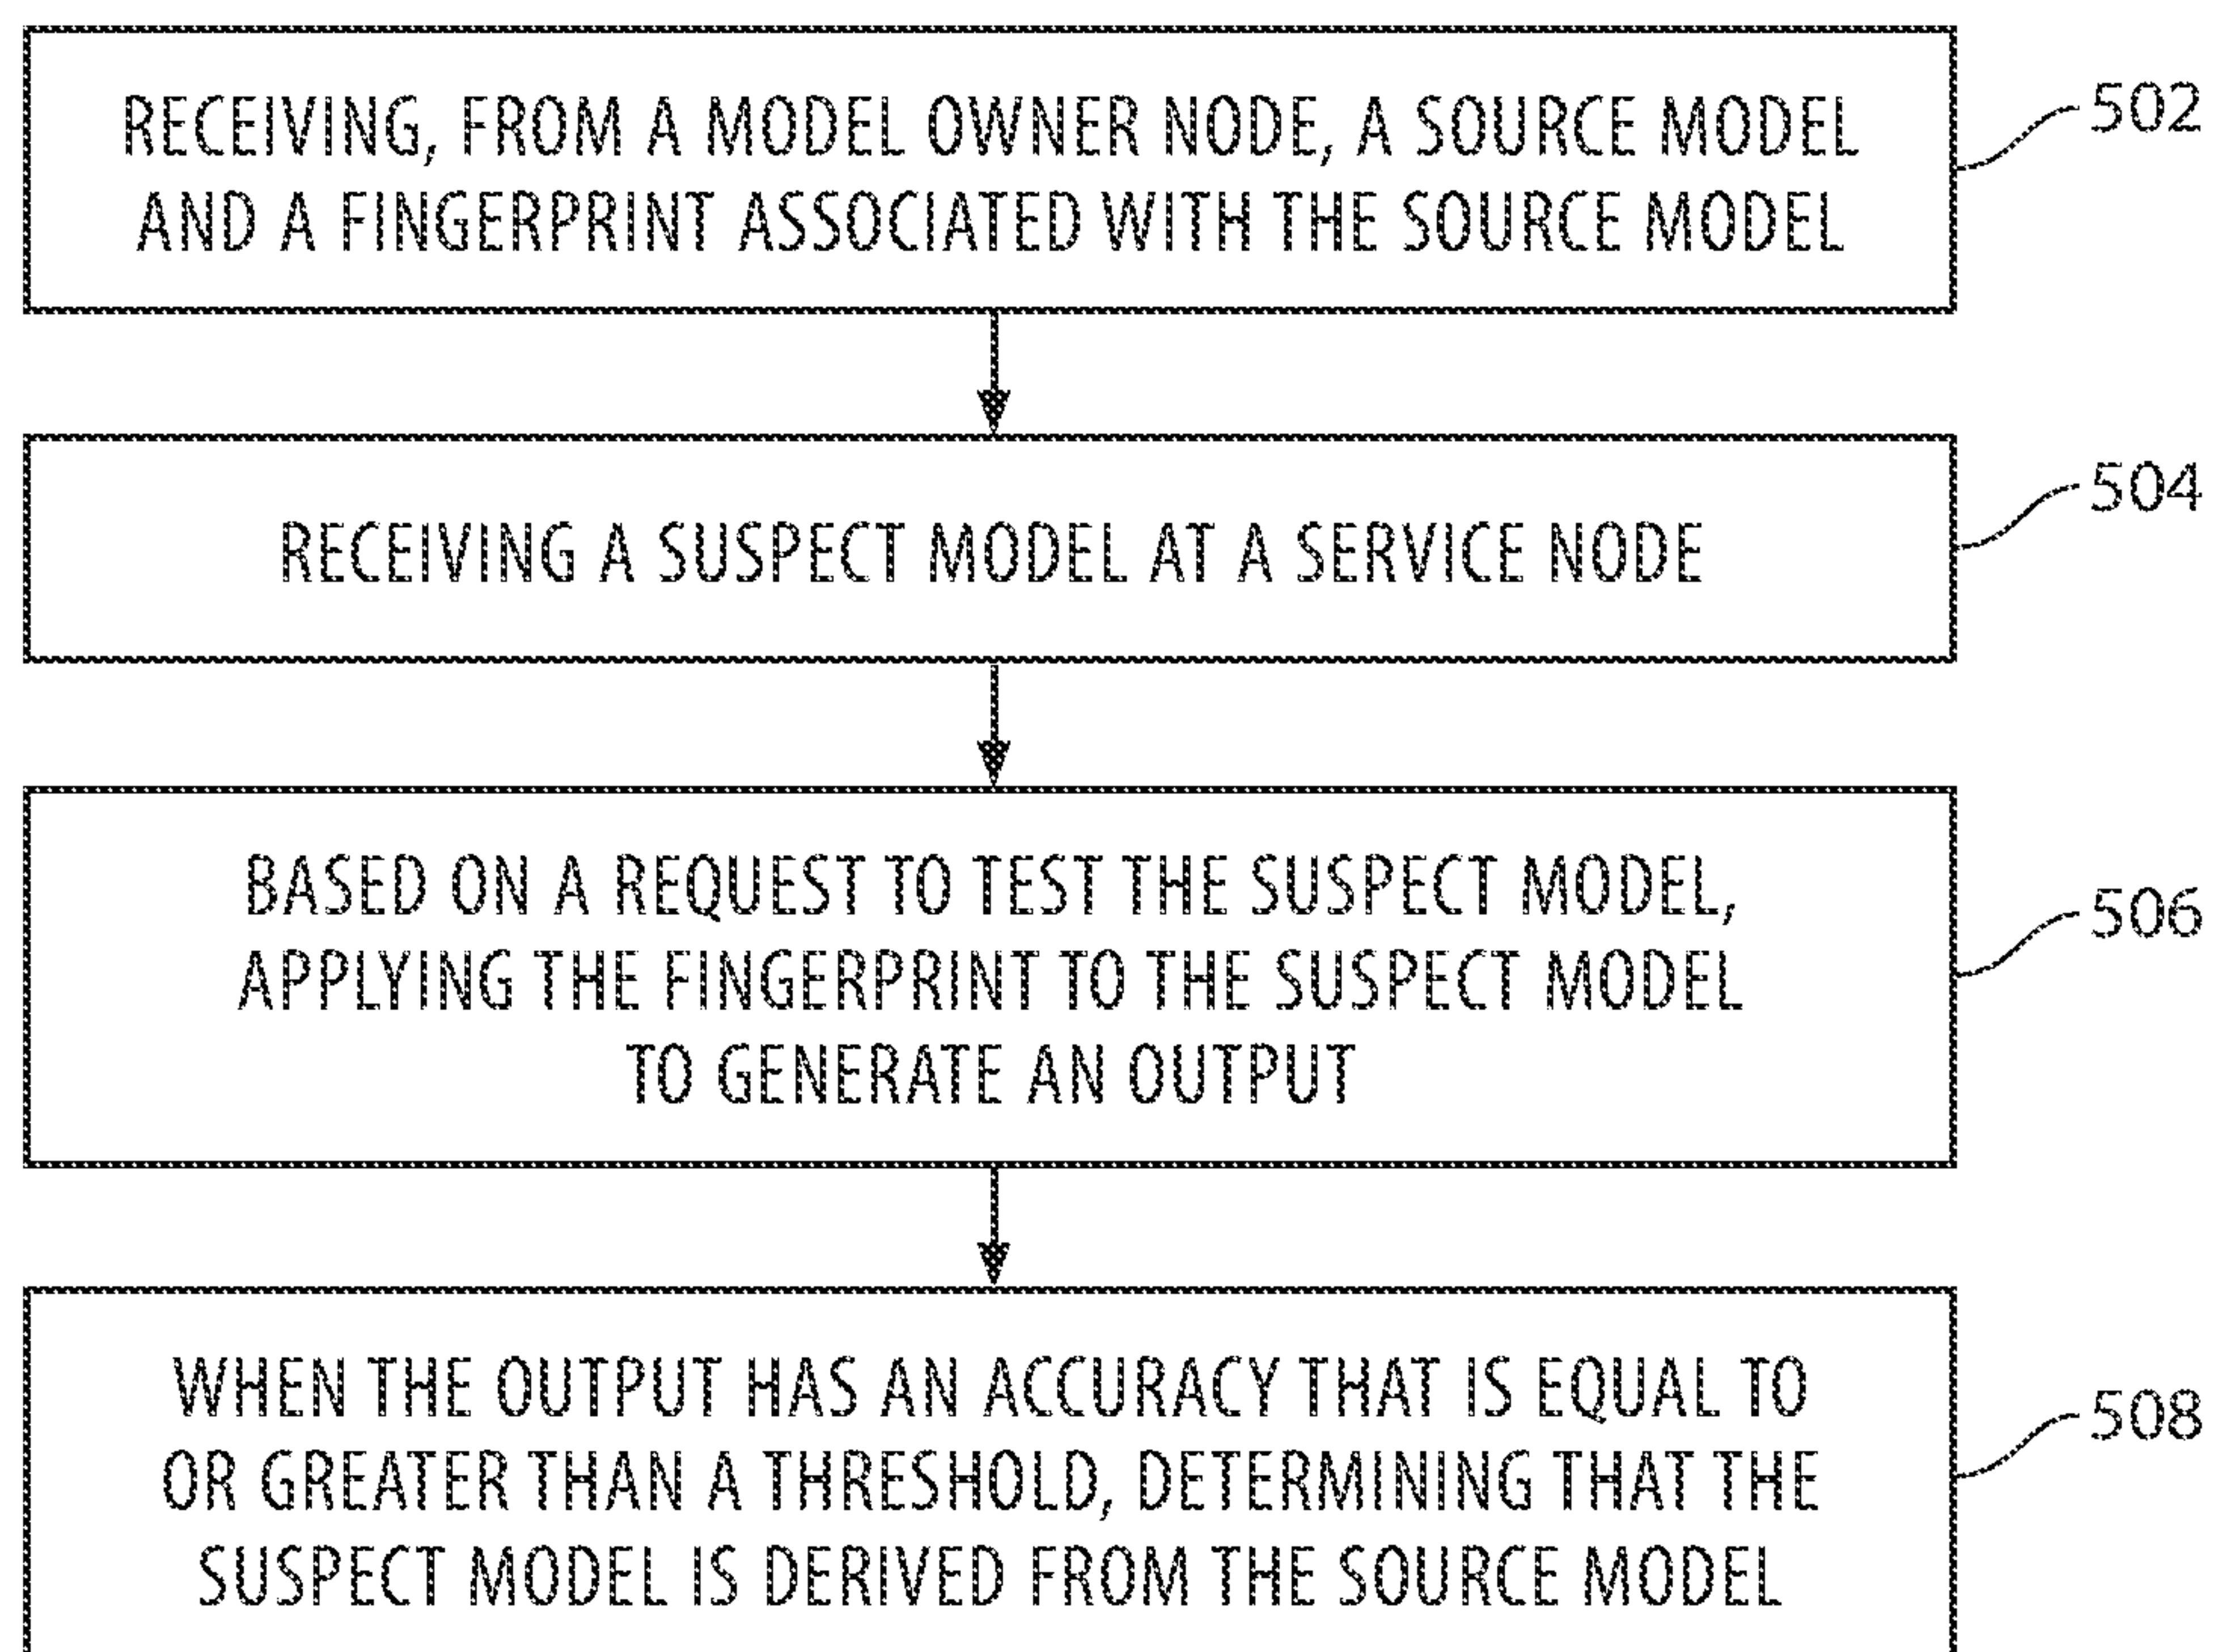 RECEIVING, FROM A MODEL OWNER NODE, A SOURCE MODEL
AND A FINGERPRINT ASSOCIATED WITH THE SOURCE MODEL
502
RECEIVING A SUSPECT MODEL AT A SERVICE NODE
504
BASED ON A REQUEST TO TEST THE SUSPECT MODEL,
APPLYING THE FINGERPRINT TO THE SUSPECT MODEL
TO GENERATE AN OUTPUT
506
WHEN THE OUTPUT HAS AN ACCURACY THAT IS EQUAL TO
OR GREATER THAN A THRESHOLD, DETERMINING THAT THE
SUSPECT MODEL IS DERIVED FROM THE SOURCE MODEL
508